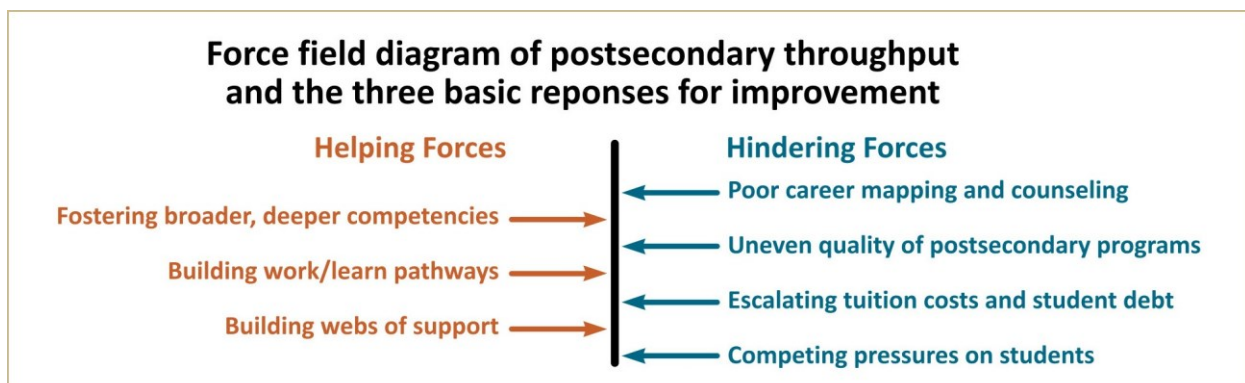 Force field diagram of postsecondary throughput
and the three basic reponses for improvement
Helping Forces
Fostering broader, deeper competencies
Building work/learn pathways
Building webs of support
Hindering Forces
Poor career mapping and counseling
Uneven quality of postsecondary programs
Escalating tuition costs and student debt
Competing pressures on students